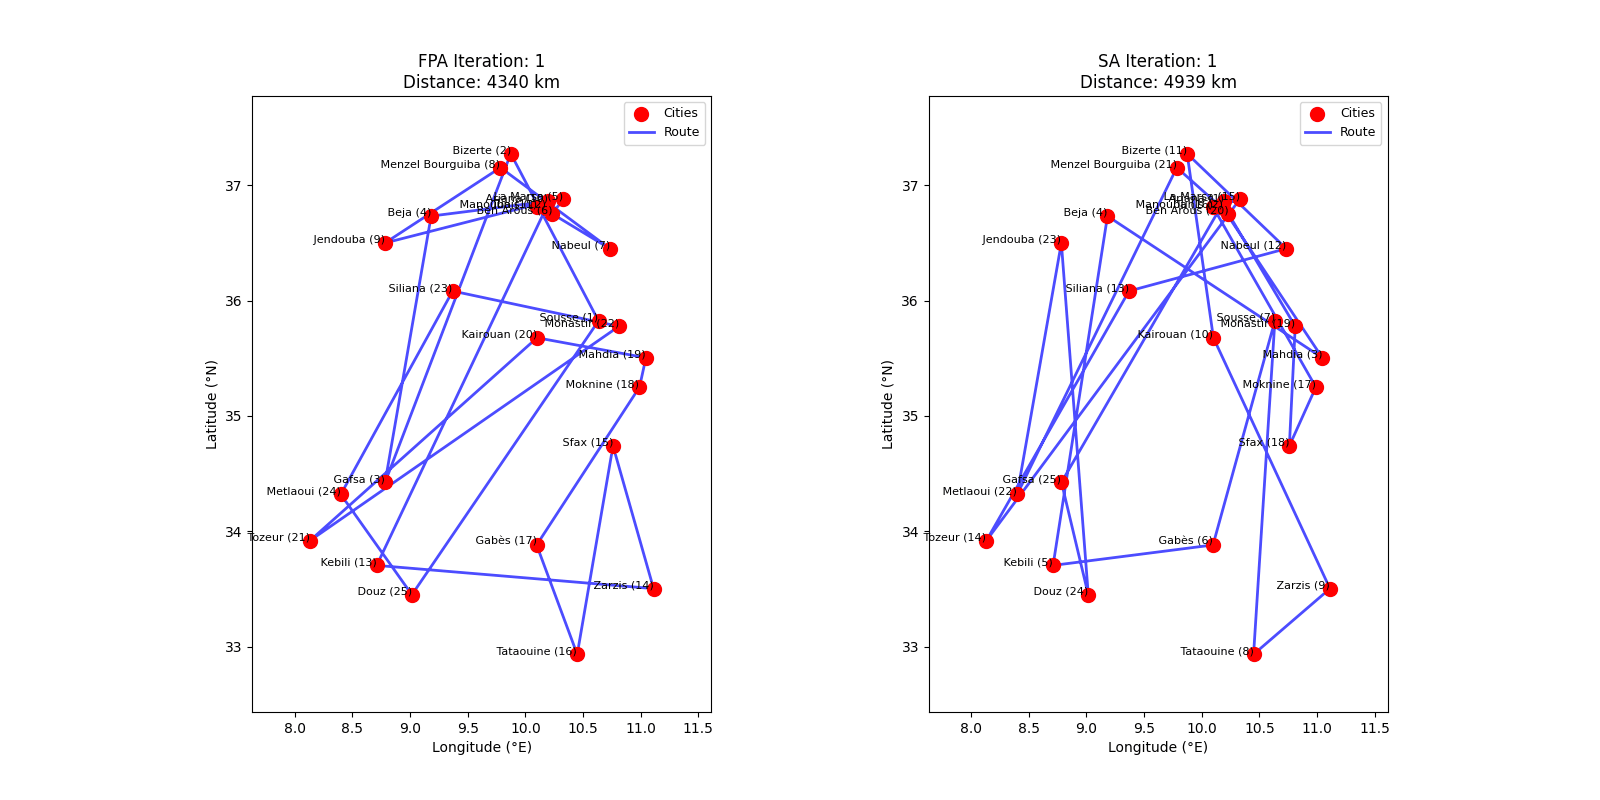 FPA Iteration: 1
Distance: 4340 km
Cities
Route
Bizerte (2)
Menzel Bourguiba (8)
Beja (4)
Ben Arous (6)
Jendouba (9)
Nabeul (7)
Siliana (23)
Sousse (1)
Monastir (22)
Kairouan (20)
Mahdia (19)
Moknine (18)
Sfax (15)
Gafsa (3)
Metlaoui (24)
Tozeur (21)
Gabès (17)
Kebili (13)
Zarzis (14)
Douz (25)
Tataouine (16)
37
36
35
34
33
Latitude (°N)
8.0 8.5 9.0 9.5 10.0 10.5 11.0 11.5
Longitude (°E)
SA Iteration: 1
Distance: 4939 km
Cities
Route
Bizerte (11)
Menzel Bourguiba (21)
Beja (4)
Ben Arous (20)
Jendouba (23)
Nabeul (12)
Siliana (13)
Sousse (7)
Monastir (19)
Kairouan (10)
Mahdia (3)
Moknine (17)
Sfax (18)
Gafsa (25)
Metlaoui (22)
Tozeur (14)
Gabès (6)
Kebili (5)
Zarzis (9)
Douz (24)
Tataouine (8)
37
36
35
34
33
Latitude (°N)
8.0 8.5 9.0 9.5 10.0 10.5 11.0 11.5
Longitude (°E)